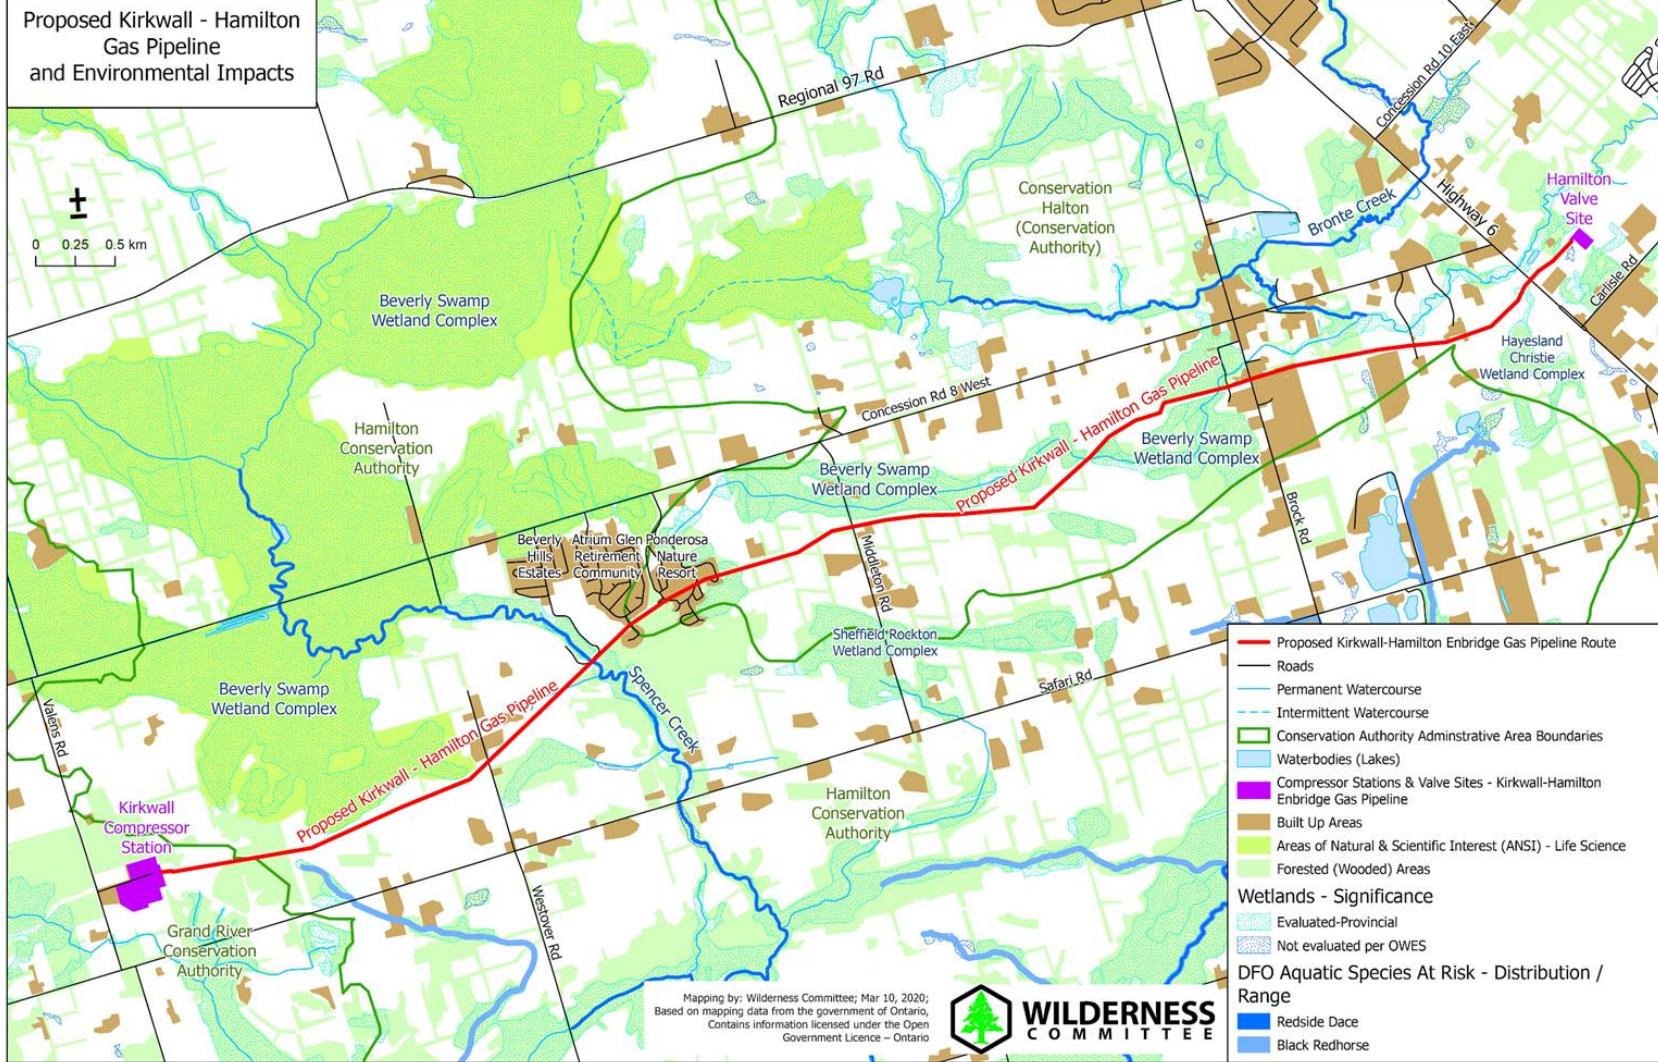 Proposed Kirkwall - Hamilton
Gas Pipeline
and Environmental Impacts
Regional 97 Rd
Concession Rd 10 East
Conservation
Halton
(Conservation
Authority)
Bronte Creek
Highway 6
Hamilton
Valve
Site
Carlisle Rd
0 0.25 0.5 km
Beverly Swamp
Wetland Complex
Hayesland
Christie
Wetland Complex
Concession Rd 8 West
Proposed Kirkwall - Hamilton Gas Pipeline
Hamilton
Conservation
Authority
Beverly Swamp
Wetland Complex
Beverly Swamp
Wetland Complex
Brock Rd
Beverly
Hills
Estates
Atrium Glen
Retirement
Community
Ponderosa
Nature
Resort
Middleton Rd
Sheffield Rockton
Wetland Complex
Safari Rd
Spencer Creek
Beverly Swamp
Wetland Complex
Valens Rd
Proposed Kirkwall - Hamilton Gas Pipeline
Kirkwall
Compressor
Station
Hamilton
Conservation
Authority
Westover Rd
Grand River
Conservation
Authority
Proposed Kirkwall-Hamilton Enbridge Gas Pipeline Route
Roads
Permanent Watercourse
Intermittent Watercourse
Conservation Authority Adminstrative Area Boundaries
Waterbodies (Lakes)
Compressor Stations & Valve Sites - Kirkwall-Hamilton
Enbridge Gas Pipeline
Built Up Areas
Areas of Natural & Scientific Interest (ANSI) - Life Science
Forested (Wooded) Areas
Wetlands - Significance
Evaluated-Provincial
Not evaluated per OWES
DFO Aquatic Species At Risk - Distribution /
Range
Redside Dace
Black Redhorse
Mapping by: Wilderness Committee; Mar 10, 2020;
Based on mapping data from the government of Ontario,
Contains information licensed under the Open
Government Licence – Ontario
WILDERNESS
COMMITTEE